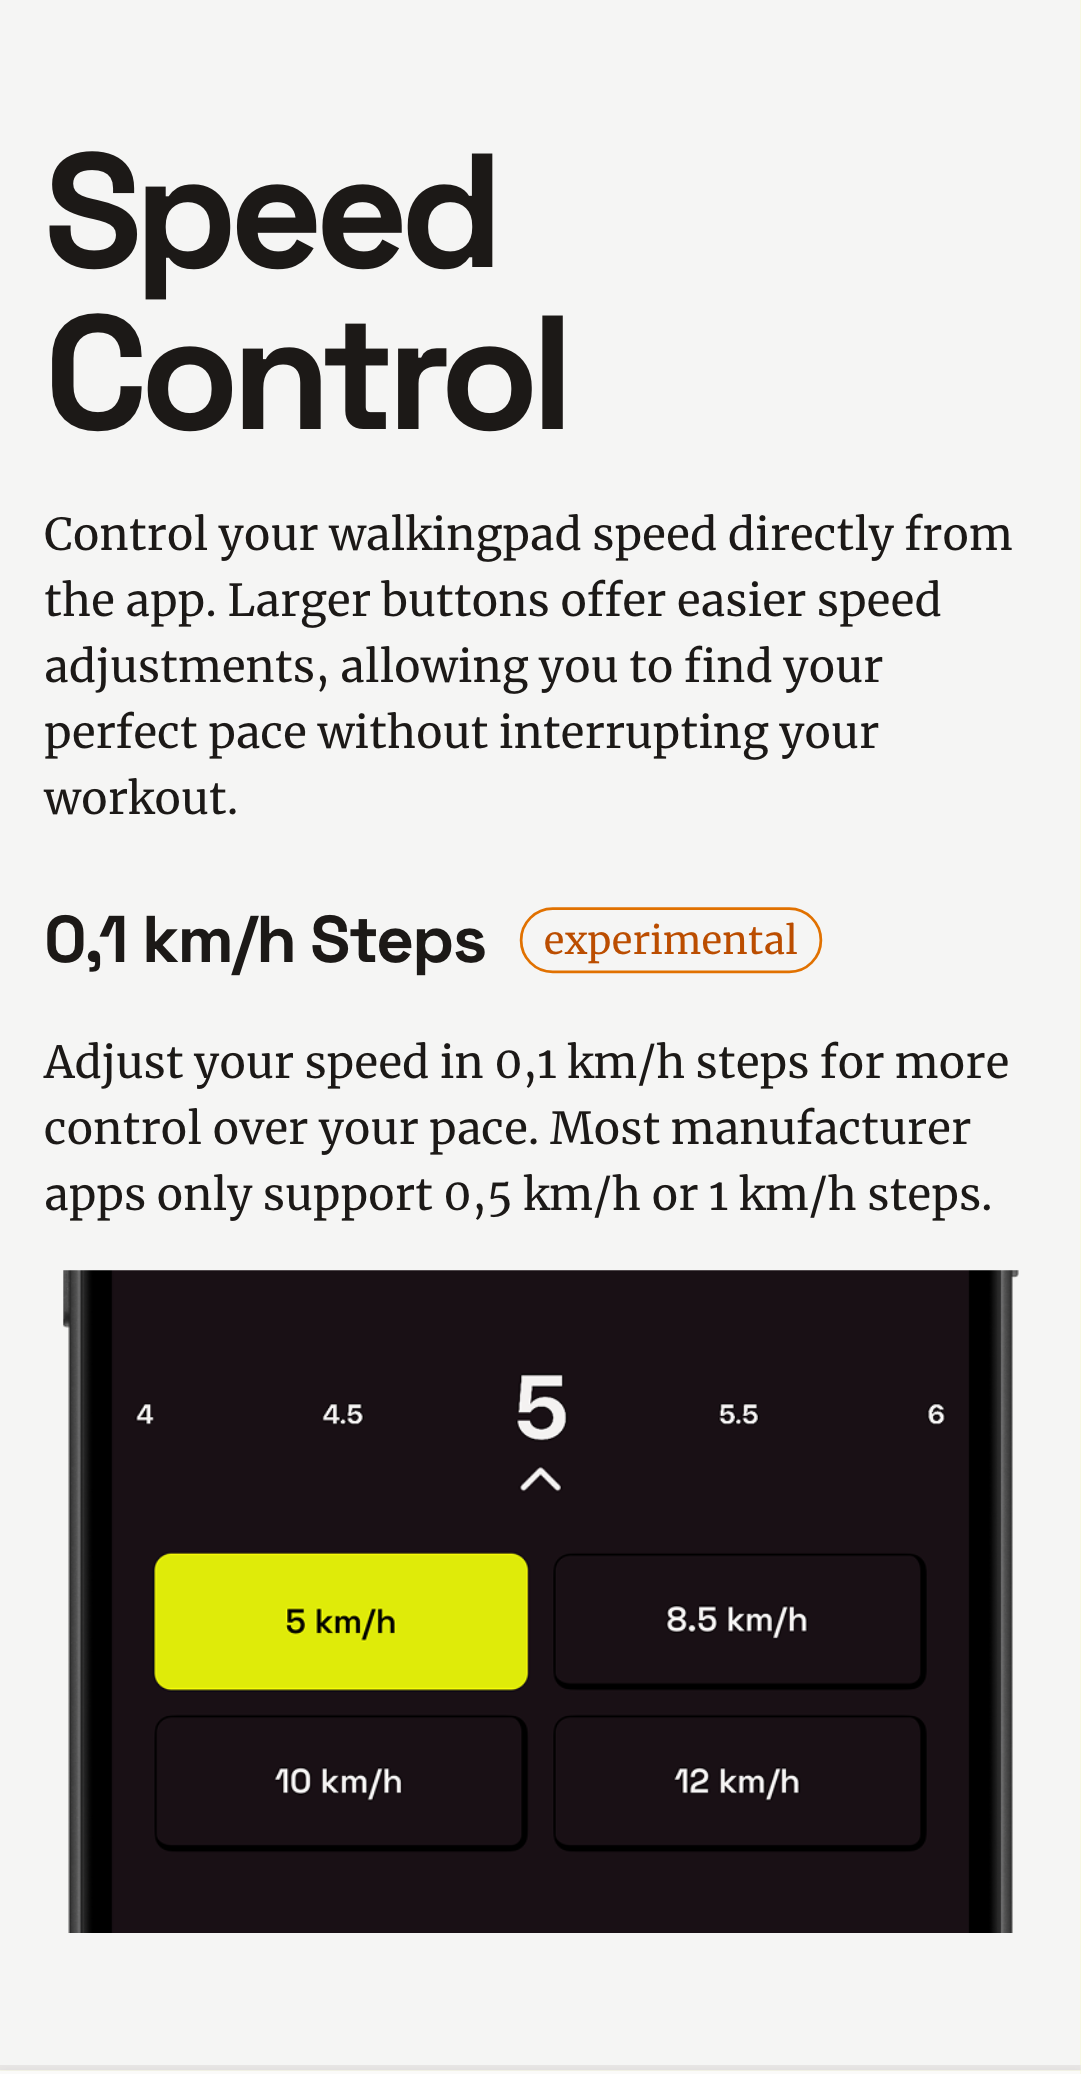 Speed
Control
Control your walkingpad speed directly from
the app. Larger buttons offer easier speed
adjustments, allowing you to find your
perfect pace without interrupting your
workout.
0,1 km/h Steps experimental
Adjust your speed in 0,1 km/h steps for more
control over your pace. Most manufacturer
apps only support 0,5 km/h or 1 km/h steps.
4 4.5 5 5.5 6
5 km/h 8.5 km/h
10 km/h 12 km/h